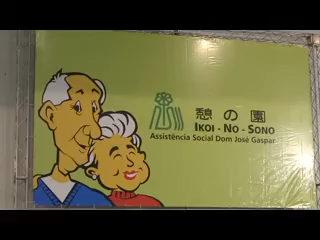 憩の園
IKOI - NO - SONO
Assistência Social Dom José Gaspar